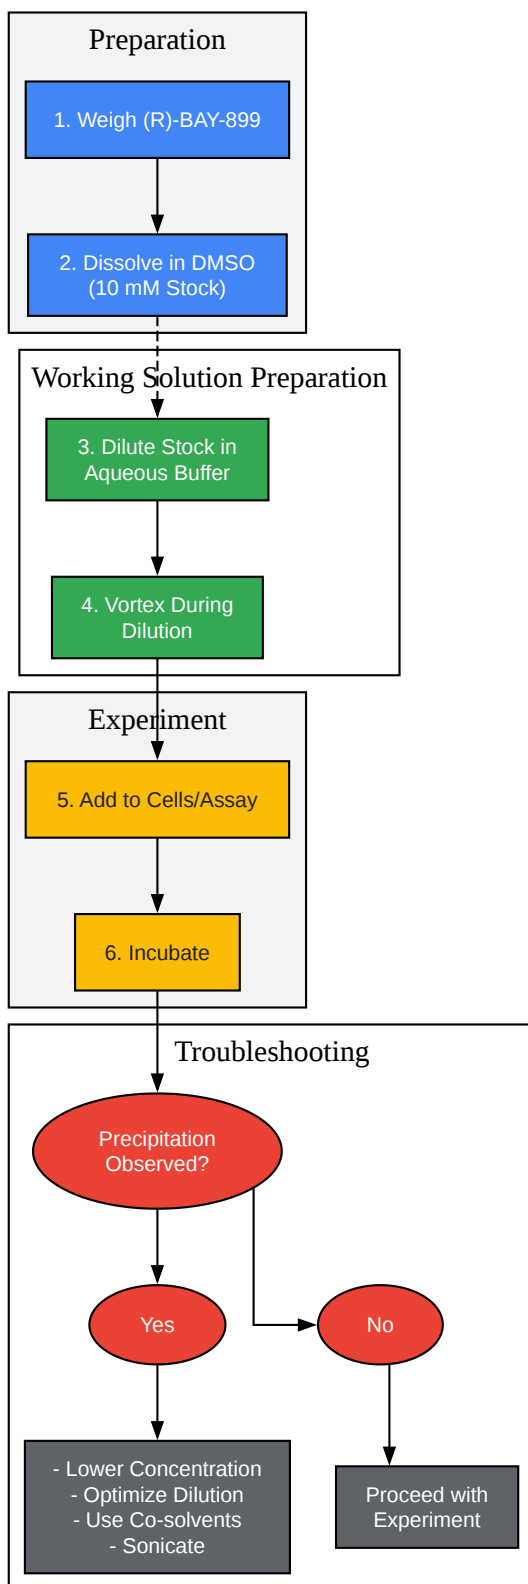 Preparation
1. Weigh (R)-BAY-899
2. Dissolve in DMSO
(10 mM Stock)
Working Solution Preparation
3. Dilute Stock in
Aqueous Buffer
4. Vortex During
Dilution
Experiment
5. Add to Cells/Assay
6. Incubate
Troubleshooting
Precipitation
Observed?
Yes
No
- Lower Concentration
- Optimize Dilution
- Use Co-solvents
- Sonicate
Proceed with
Experiment